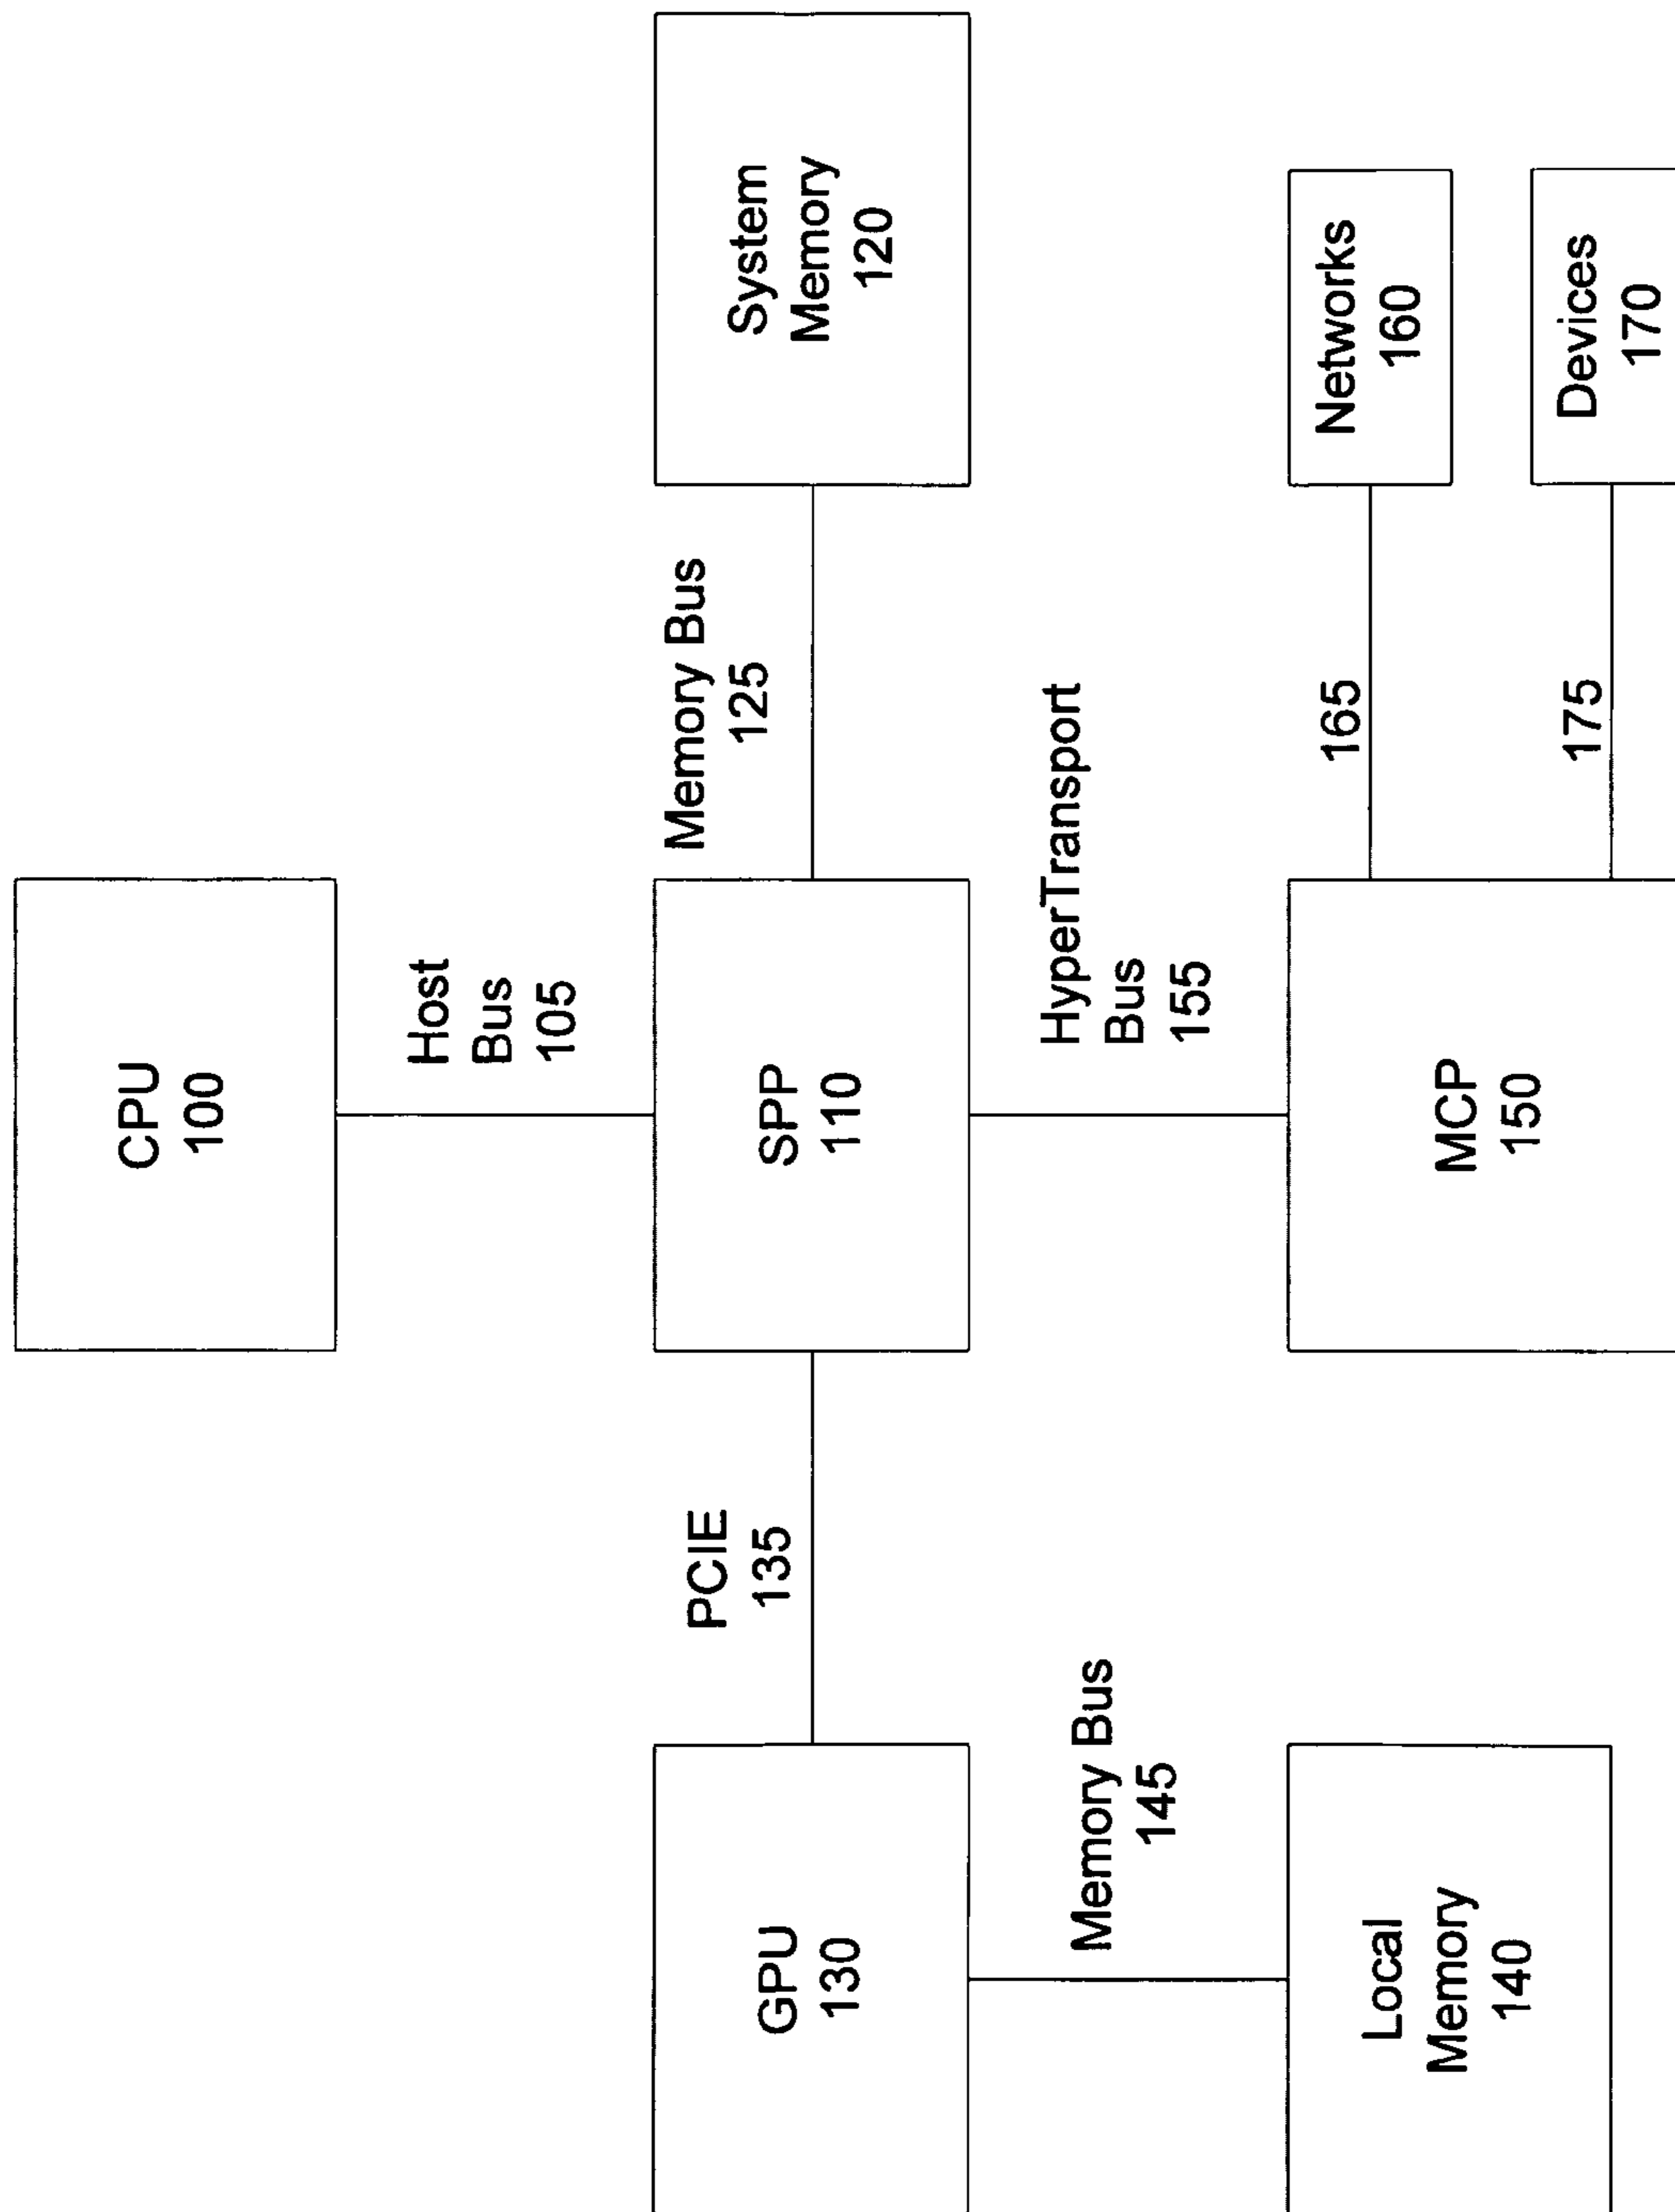 CPU
100
Host
Bus
105
GPU
130
PCIE
135
SPP
110
Memory Bus
125
System
Memory
120
Memory Bus
145
HyperTransport
Bus
155
Local
Memory
140
MCP
150
165
Networks
160
175
Devices
170